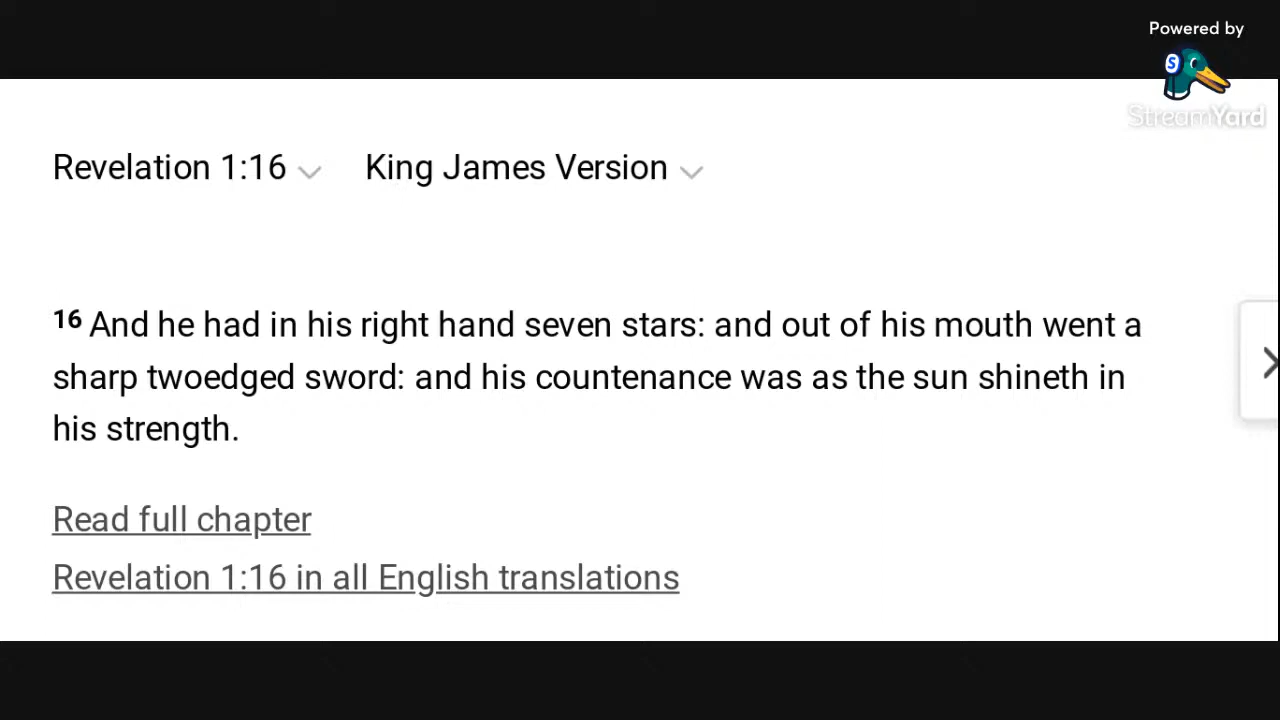 Powered by
S
StreamYard
Revelation 1:16 King James Version
16 And he had in his right hand seven stars: and out of his mouth went a
sharp twoedged sword: and his countenance was as the sun shineth in
his strength.
Read full chapter
Revelation 1:16 in all English translations